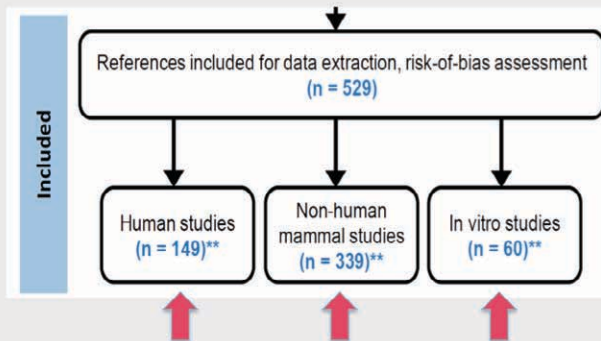 References included for data extraction, risk-of-bias assessment
(n = 529)
Included
Human studies
(n = 149)**
Non-human
mammal studies
(n = 339)**
In vitro studies
(n = 60)**